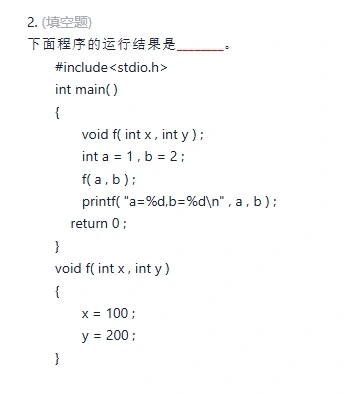 2. (填空题)
下面程序的运行结果是________。
#include<stdio.h>
int main( )
{
void f( int x , int y ) ;
int a = 1 , b = 2 ;
f( a , b ) ;
printf( "a=%d,b=%d\n" , a , b ) ;
return 0 ;
}
void f( int x , int y )
{
x = 100 ;
y = 200 ;
}